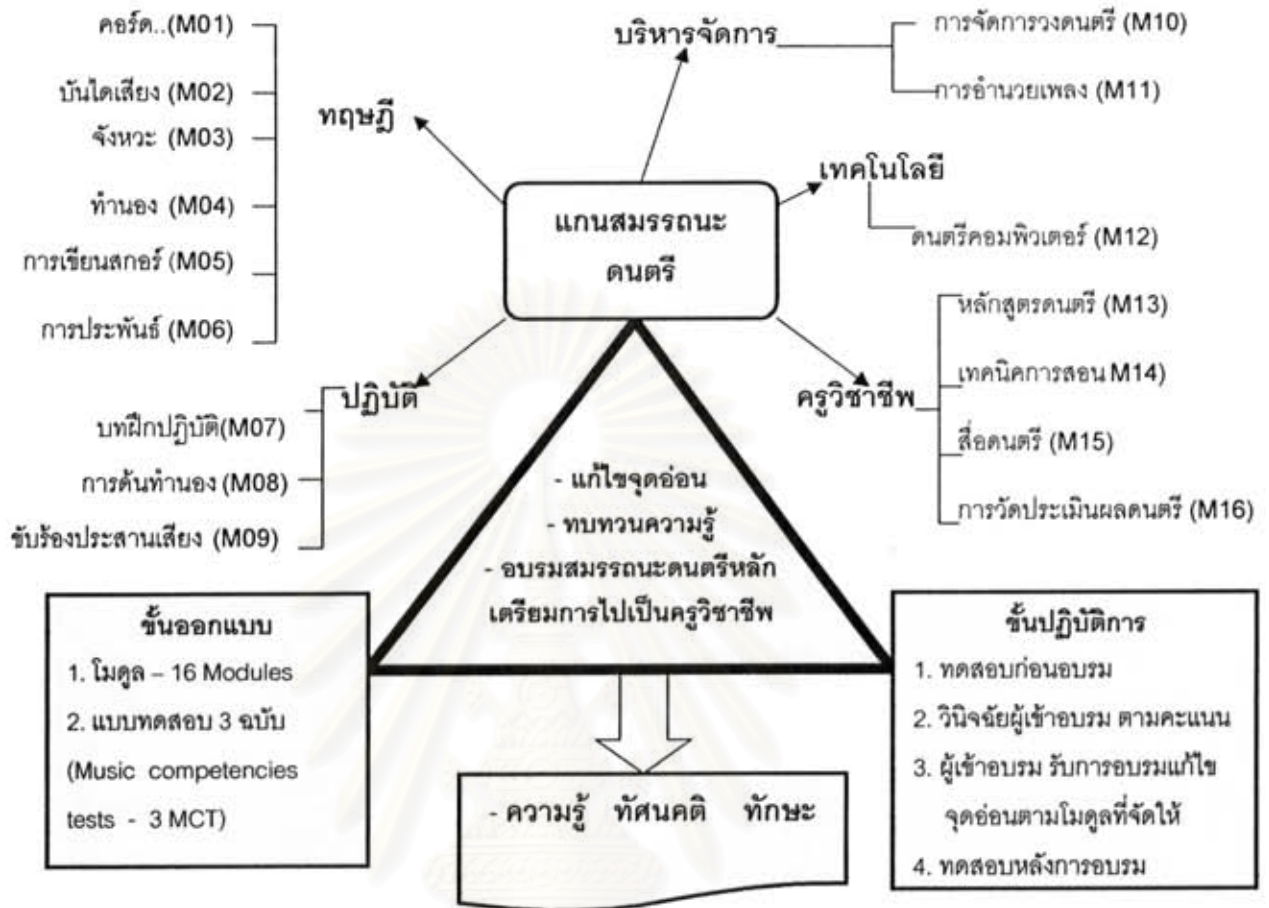 คอร์ด..(M01)
บันไดเสียง (M02)
จังหวะ (M03)
ทำนอง (M04)
การเขียนสกอร์ (M05)
การประพันธ์ (M06)
ทฤษฎี
บริหารจัดการ
การจัดการวงดนตรี (M10)
การอำนวยเพลง (M11)
เทคโนโลยี
ดนตรีคอมพิวเตอร์ (M12)
แกนสมรรถนะ
ดนตรี
หลักสูตรดนตรี (M13)
เทคนิคการสอน M14)
สื่อดนตรี (M15)
การวัดประเมินผลดนตรี (M16)
ครูวิชาชีพ
ปฏิบัติ
บทฝึกปฏิบัติ(M07)
การด้นทำนอง (M08)
ขับร้องประสานเสียง (M09)
- แก้ไขจุดอ่อน
- ทบทวนความรู้
- อบรมสมรรถนะดนตรีหลัก
เตรียมการไปเป็นครูวิชาชีพ
ขั้นออกแบบ
1. โมดูล – 16 Modules
2. แบบทดสอบ 3 ฉบับ
(Music competencies
tests - 3 MCT)
- ความรู้ ทัศนคติ ทักษะ
ขั้นปฏิบัติการ
1. ทดสอบก่อนอบรม
2. วินิจฉัยผู้เข้าอบรม ตามคะแนน
3. ผู้เข้าอบรม รับการอบรมแก้ไข
จุดอ่อนตามโมดูลที่จัดให้
4. ทดสอบหลังการอบรม